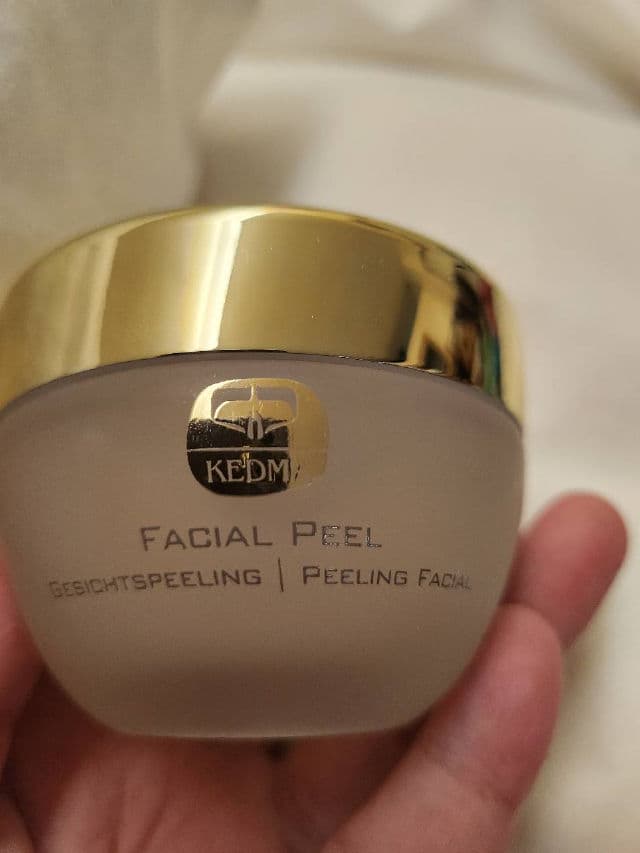 KEDMA
FACIAL PEEL
GESICHTSPEELING | PEELING FACIAL